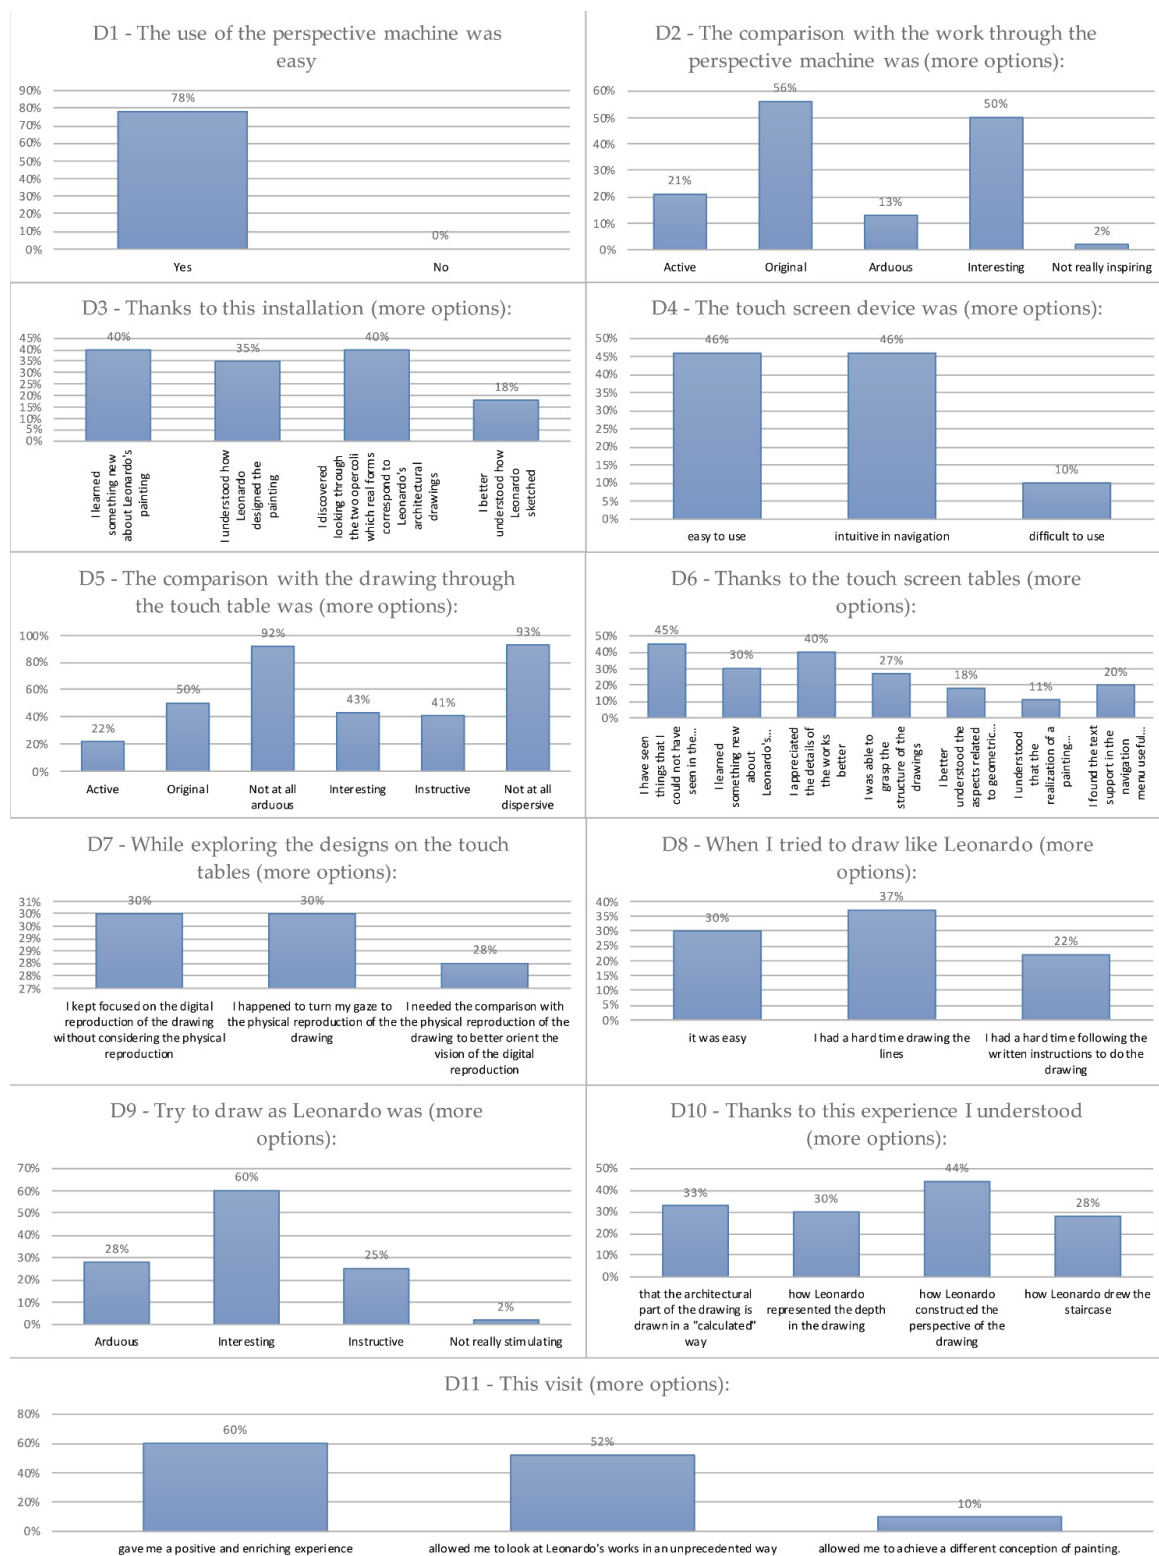 D1 - The use of the perspective machine was
easy
90%
80%
70%
60%
50%
40%
30%
20%
10%
0%
78%
0%
Yes
No
D2 - The comparison with the work through the
perspective machine was (more options):
60%
50%
40%
30%
20%
10%
0%
21%
56%
13%
50%
2%
Active
Original
Arduous
Interesting
Not really inspiring
D3 - Thanks to this installation (more options):
45%
40%
35%
30%
25%
20%
15%
10%
5%
0%
40%
35%
40%
18%
I learned
something new
about Leonardo's
painting
I understood how
Leonardo
designed the
painting
I discovered
looking through
the two opercoli
which real forms
correspond to
Leonardo's
architectural
drawings
I better
understood how
Leonardo
sketched
D4 - The touch screen device was (more options):
50%
45%
40%
35%
30%
25%
20%
15%
10%
5%
0%
46%
46%
10%
easy to use
intuitive in navigation
difficult to use
D5 - The comparison with the drawing through
the touch table was (more options):
100%
80%
60%
40%
20%
0%
22%
50%
92%
43%
41%
93%
Active
Original
Not at all
arduous
Interesting
Instructive
Not at all
dispersive
D6 - Thanks to the touch screen tables (more
options):
50%
40%
30%
20%
10%
0%
45%
30%
40%
27%
18%
11%
20%
I have seen
things that I
could not have
seen in the...
I learned
something new
about
Leonardo's...
I appreciated
the details of
the works
better
I was able to
grasp the
structure of the
drawings
I better
understood the
aspects related
to geometric...
I understood
that the
realization of a
painting...
I found the text
support in the
navigation
menu useful...
D7 - While exploring the designs on the touch
tables (more options):
31%
30%
30%
29%
29%
28%
28%
27%
30%
30%
28%
I kept focused on the digital
reproduction of the drawing
without considering the physical
reproduction
I happened to turn my gaze to
the physical reproduction of the
drawing
I needed the comparison with
the physical reproduction of the
drawing to better orient the
vision of the digital
reproduction
D8 - When I tried to draw like Leonardo (more
options):
40%
35%
30%
25%
20%
15%
10%
5%
0%
30%
37%
22%
it was easy
I had a hard time drawing the
lines
I had a hard time following the
written instructions to do the
drawing
D9 - Try to draw as Leonardo was (more
options):
70%
60%
50%
40%
30%
20%
10%
0%
28%
60%
25%
2%
Arduous
Interesting
Instructive
Not really stimulating
D10 - Thanks to this experience I understood
(more options):
50%
40%
30%
20%
10%
0%
33%
30%
44%
28%
that the architectural
part of the drawing is
drawn in a "calculated"
way
how Leonardo
represented the depth
in the drawing
how Leonardo
constructed the
perspective of the
drawing
how Leonardo drew the
staircase
D11 - This visit (more options):
80%
60%
40%
20%
0%
60%
52%
10%
gave me a positive and enriching experience
allowed me to look at Leonardo's works in an unprecedented way
allowed me to achieve a different conception of painting.